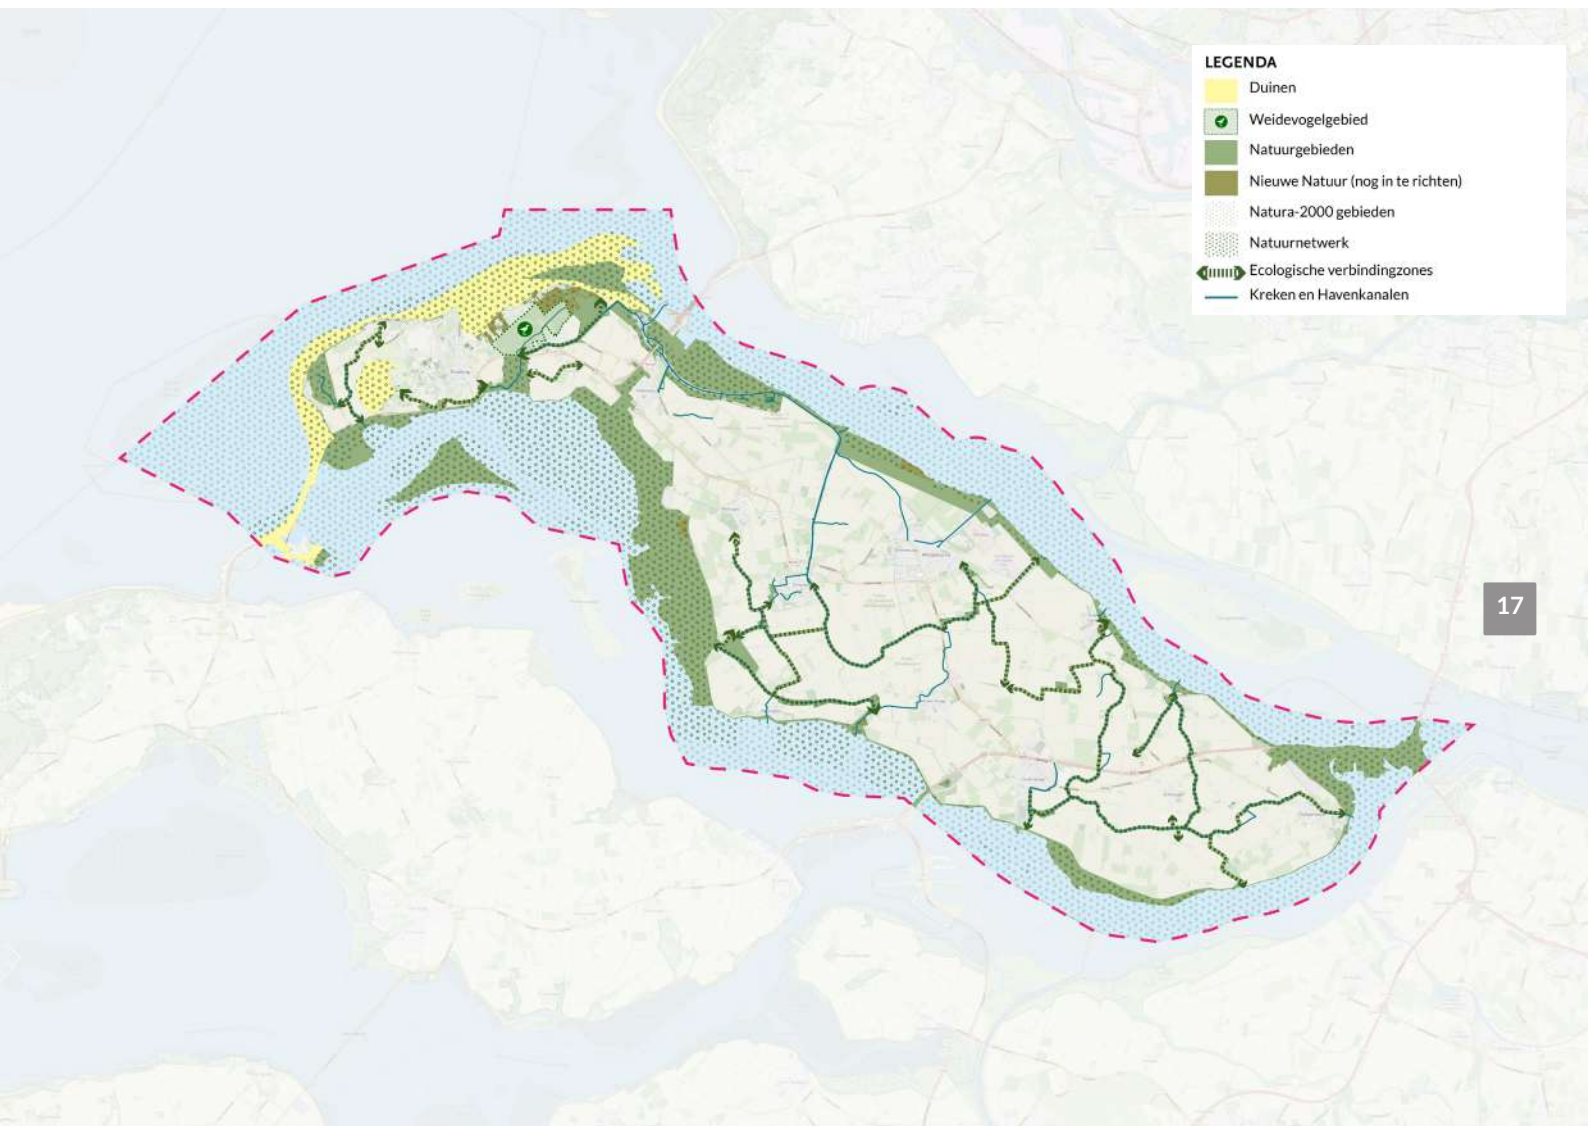 LEGENDA
Duinen
Weidevogelgebied
Natuurgebieden
Nieuwe Natuur (nog in te richten)
Natura-2000 gebieden
Natuurnetwerk
Ecologische verbindingzones
Kreken en Havenkanalen
17